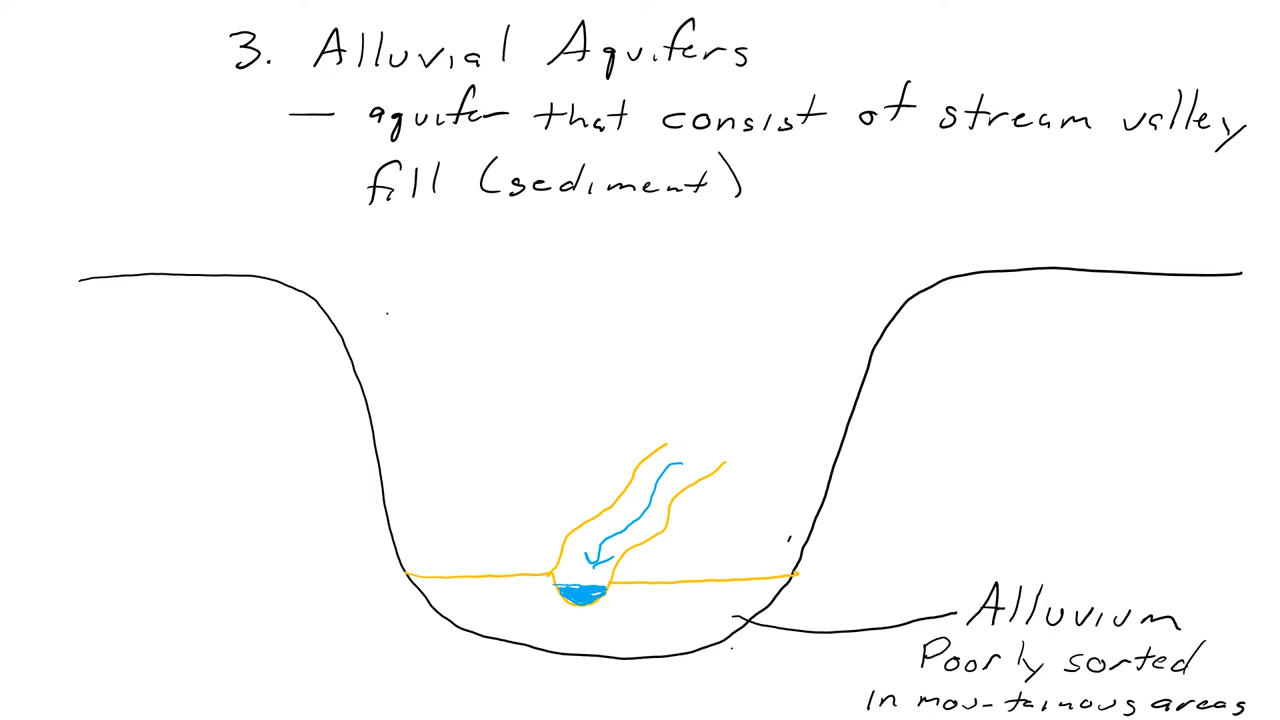 3. Alluvial Aquifers
— aquifer that consist of stream valley
fill (sediment)
Alluvium
Poorly sorted
In mountainous areas